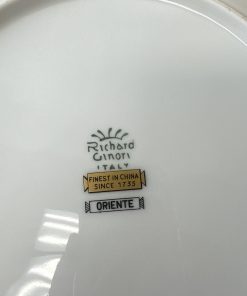 Richard
Ginori
ITALY
FINEST IN CHINA
SINCE 1735
ORIENTE